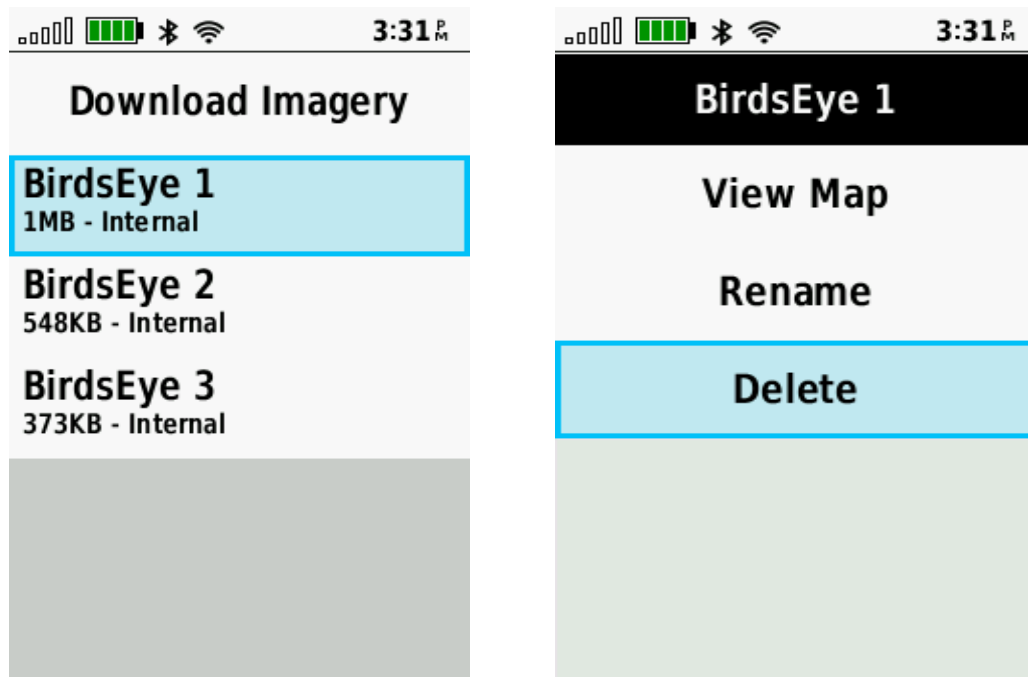 3:31 PM
Download Imagery
BirdsEye 1
1MB - Internal
BirdsEye 2
548KB - Internal
BirdsEye 3
373KB - Internal
3:31 PM
BirdsEye 1
View Map
Rename
Delete